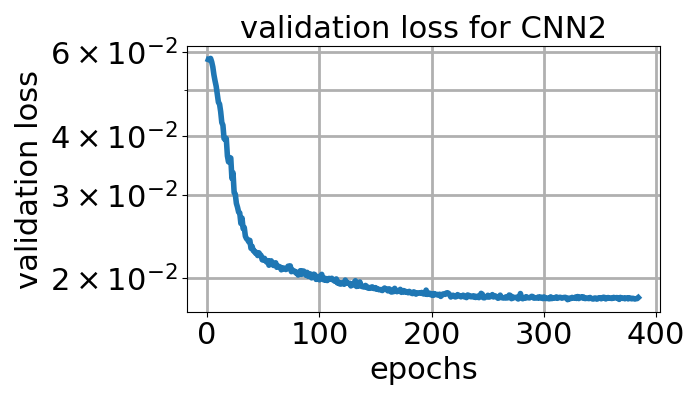 validation loss for CNN2
validation loss
6 × 10⁻²
4 × 10⁻²
3 × 10⁻²
2 × 10⁻²
0 100 200 300 400
epochs